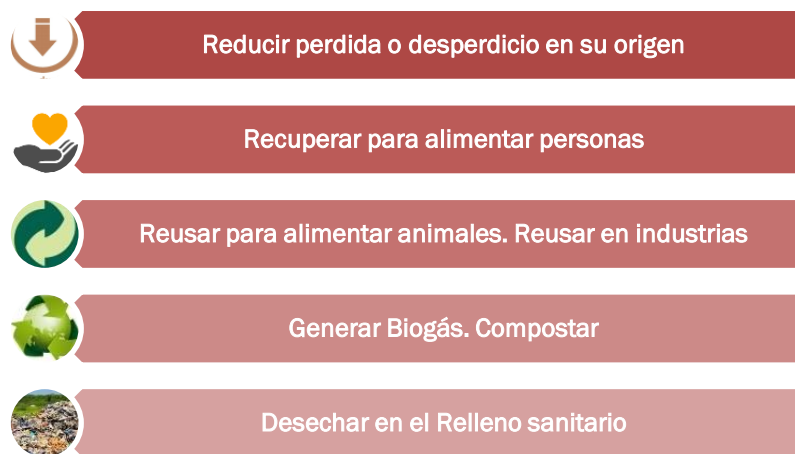 Reducir perdida o desperdicio en su origen
Recuperar para alimentar personas
Reusar para alimentar animales. Reusar en industrias
Generar Biogás. Compostar
Desechar en el Relleno sanitario